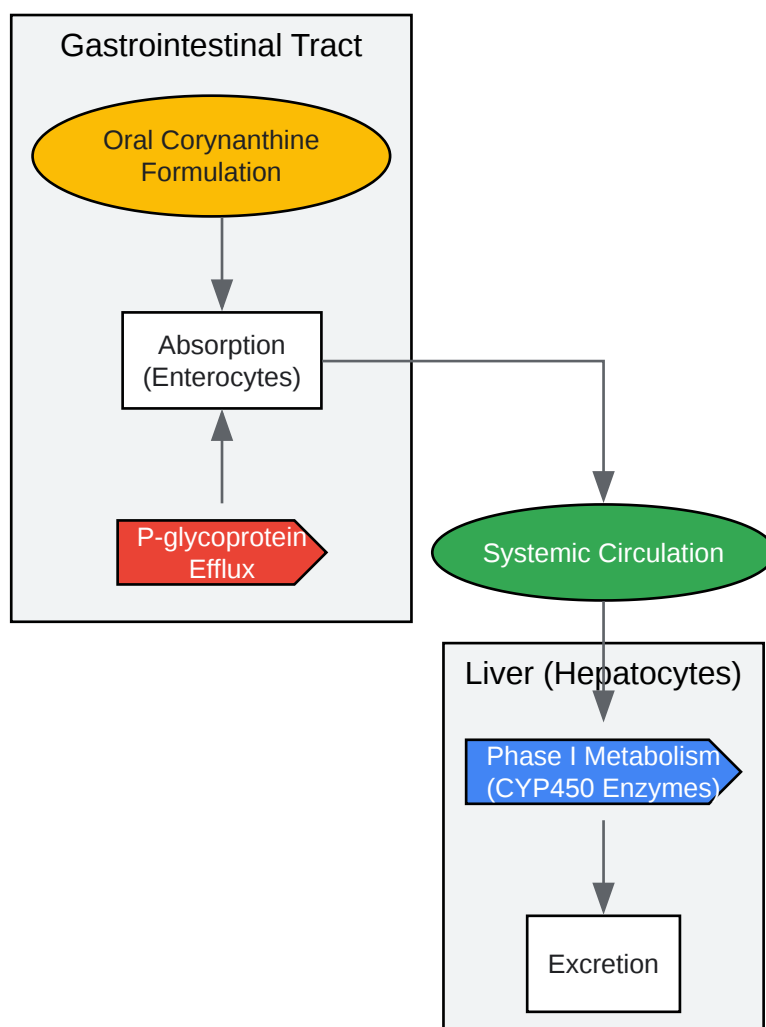 Gastrointestinal Tract
Oral Corynanthine
Formulation
Absorption
(Enterocytes)
P-glycoprotein
Efflux
Systemic Circulation
Liver (Hepatocytes)
Phase I Metabolism
(CYP450 Enzymes)
Excretion